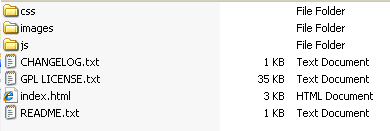 css File Folder
images File Folder
js File Folder
CHANGELOG.txt 1 KB Text Document
GPL LICENSE.txt 35 KB Text Document
index.html 3 KB HTML Document
README.txt 1 KB Text Document